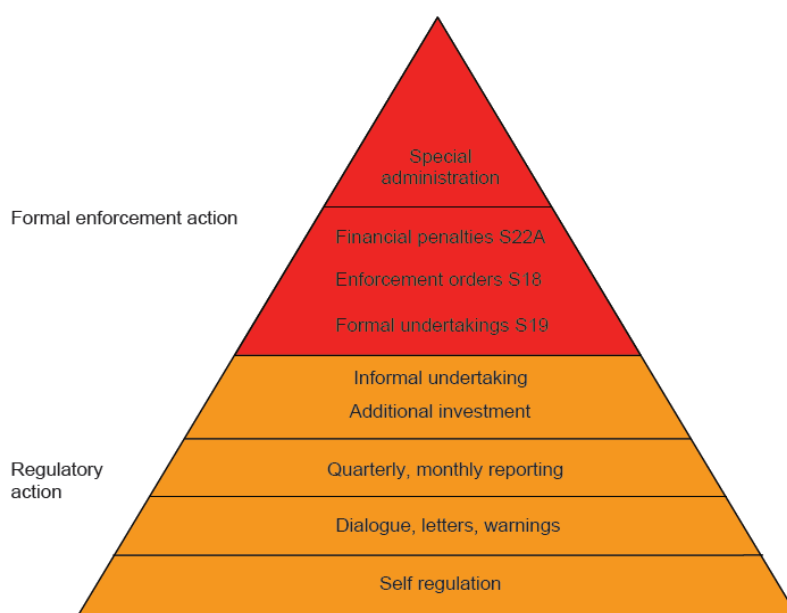 Special
administration
Formal enforcement action
Financial penalties S22A
Enforcement orders S18
Formal undertakings S19
Informal undertaking
Additional investment
Regulatory
action
Quarterly, monthly reporting
Dialogue, letters, warnings
Self regulation